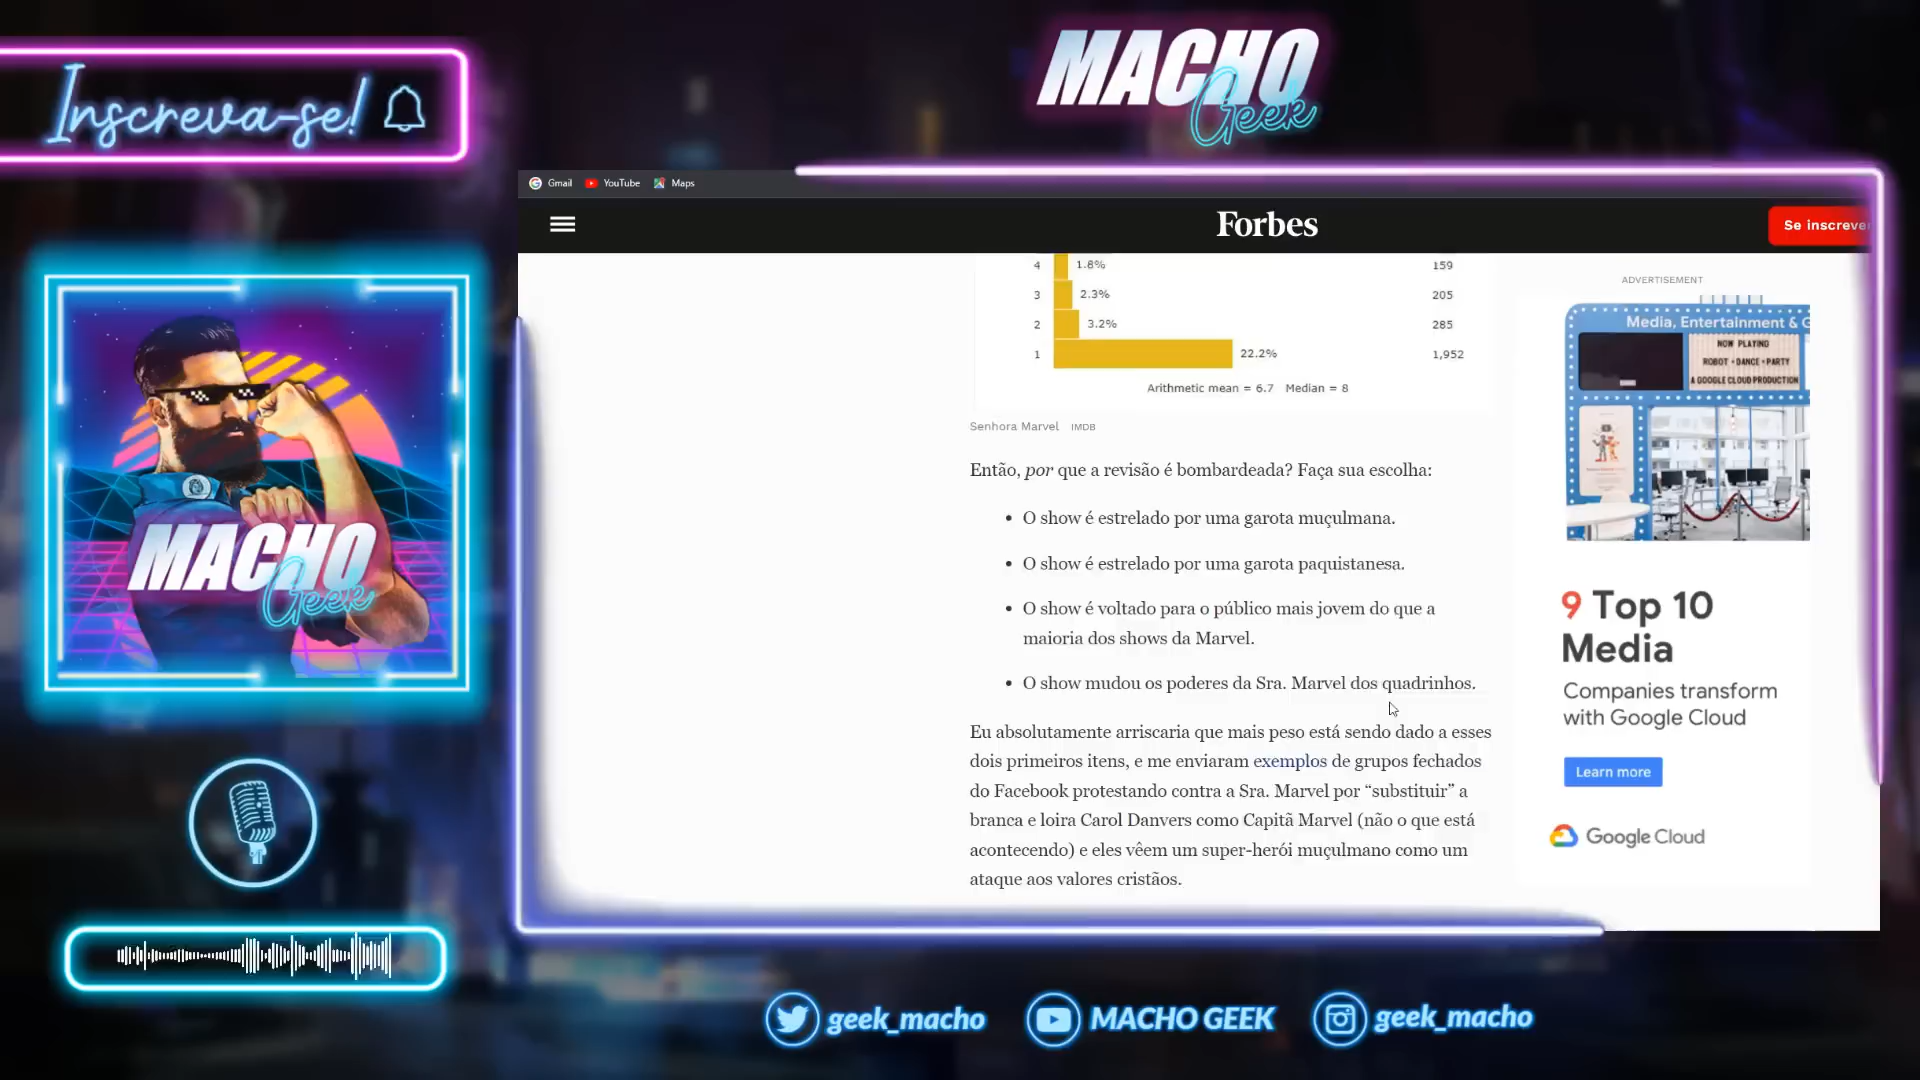 Inscreva-se!
MACHO
Geek
Gmail YouTube Maps
Forbes
Se inscrever
4 1.8% 159
3 2.3% 205
2 3.2% 285
1 22.2% 1,952
Arithmetic mean = 6.7 Median = 8
Senhora Marvel IMDB
Então, por que a revisão é bombardeada? Faça sua escolha:
• O show é estrelado por uma garota muçulmana.
• O show é estrelado por uma garota paquistanesa.
• O show é voltado para o público mais jovem do que a
maioria dos shows da Marvel.
• O show mudou os poderes da Sra. Marvel dos quadrinhos.
Eu absolutamente arriscaria que mais peso está sendo dado a esses
dois primeiros itens, e me enviaram exemplos de grupos fechados
do Facebook protestando contra a Sra. Marvel por “substituir” a
branca e loira Carol Danvers como Capitã Marvel (não o que está
acontecendo) e eles vêem um super-herói muçulmano como um
ataque aos valores cristãos.
ADVERTISEMENT
Media, Entertainment & G
NOW PLAYING
ROBOT • DANCE • PARTY
A GOOGLE CLOUD PRODUCTION
9 Top 10
Media
Companies transform
with Google Cloud
Learn more
Google Cloud
MACHO
Geek
geek_macho MACHO GEEK geek_macho